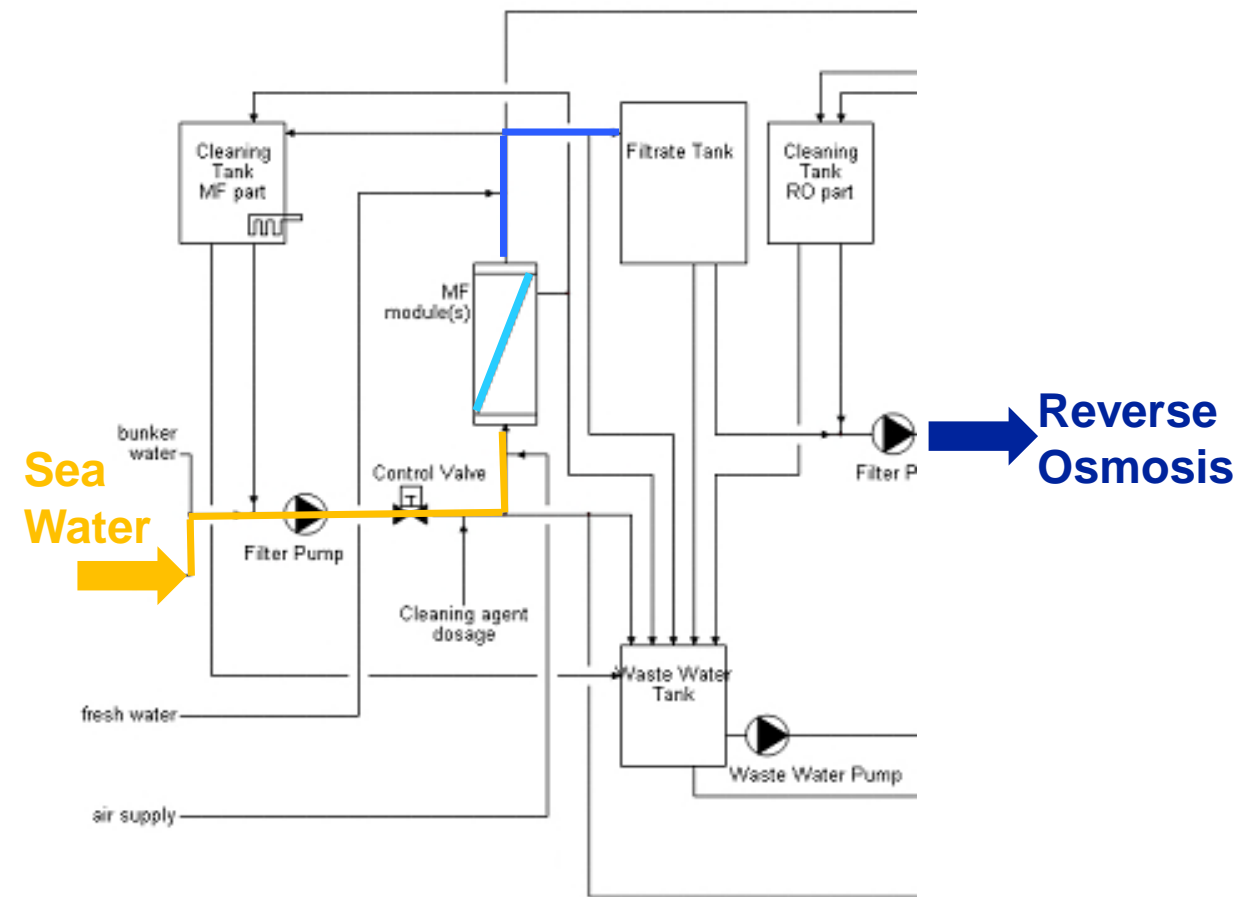 Cleaning
Tank
MF part
Filtrate Tank
Cleaning
Tank
RO part
MF
module(s)
bunker
water
Sea
Water
Control Valve
T
Filter Pump
Filter P
Reverse
Osmosis
Cleaning agent
dosage
Waste Water
Tank
fresh water
Waste Water Pump
air supply